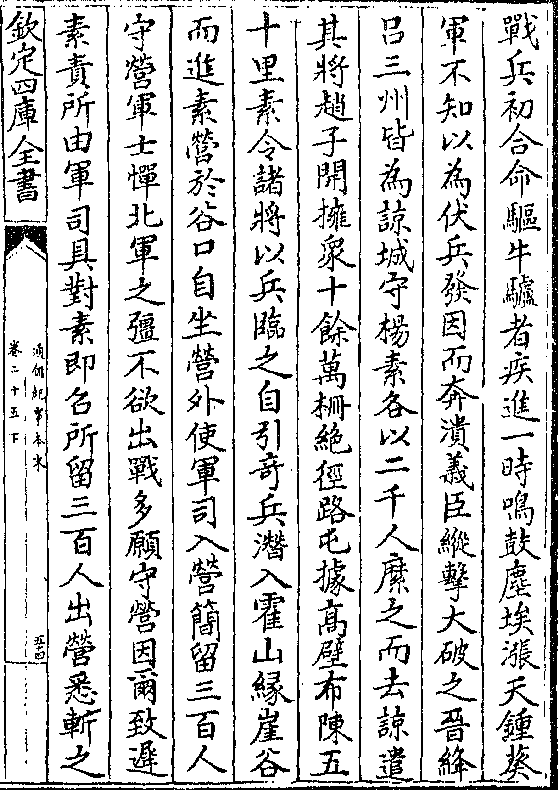 戰兵初合命驅牛驢者疾進一時鳴鼓塵埃漲天鍾葵
軍不知以為伏兵發因而奔潰義臣縱擊大破之晉絳
吕三州皆為諒城守楊素各以二千人縻之而去諒遣
其將趙子開擁衆十餘萬柵絶徑路屯據髙壁布陳五
十里素令諸將以兵臨之自引竒兵潛入霍山縁崖谷
而進素營於谷口自坐營外使軍司入營簡留三百人
守營軍士憚北軍之彊不欲出戰多願守營因爾致遲
素責所由軍司具對素即召所留三百人出營悉斬之
欽定四庫全書
通鑑紀事本末
卷二十五下
五十四